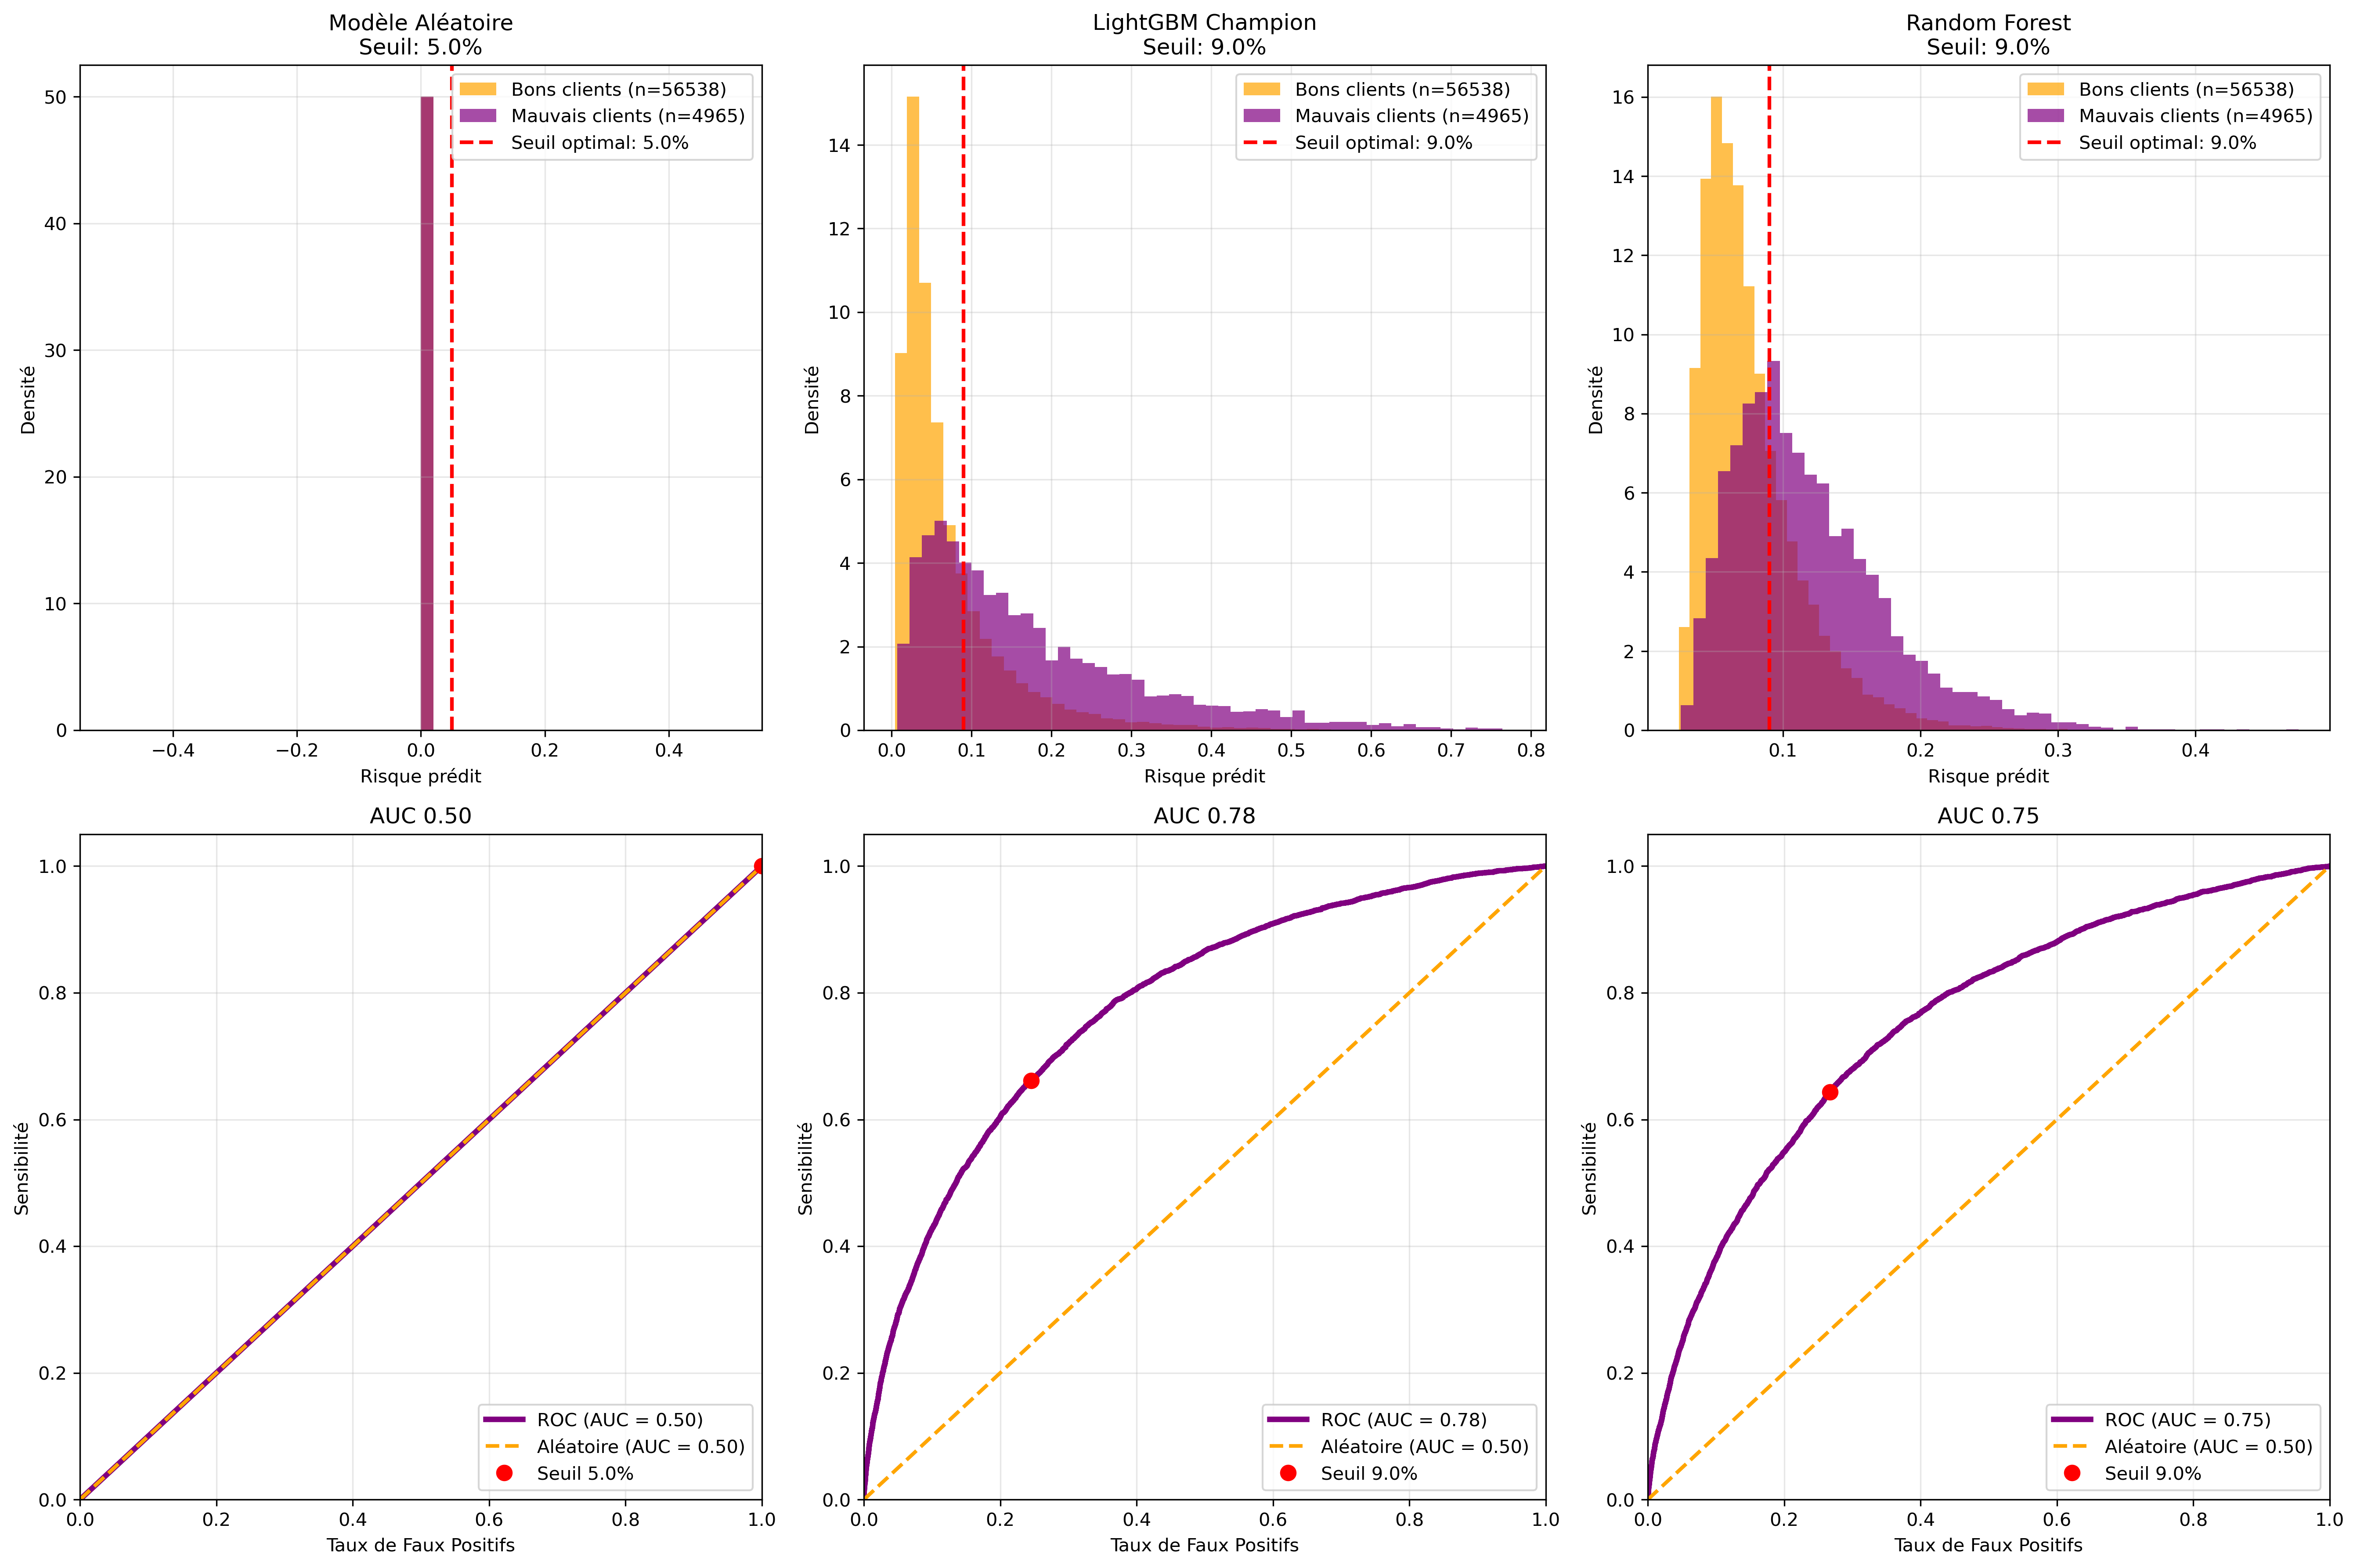 Modèle Aléatoire
Seuil: 5.0%
Bons clients (n=56538)
Mauvais clients (n=4965)
Seuil optimal: 5.0%
50
40
30
20
10
0
Densité
−0.4
−0.2
0.0
0.2
0.4
Risque prédit
LightGBM Champion
Seuil: 9.0%
Bons clients (n=56538)
Mauvais clients (n=4965)
Seuil optimal: 9.0%
14
12
10
8
6
4
2
0
Densité
0.0
0.1
0.2
0.3
0.4
0.5
0.6
0.7
0.8
Risque prédit
Random Forest
Seuil: 9.0%
Bons clients (n=56538)
Mauvais clients (n=4965)
Seuil optimal: 9.0%
16
14
12
10
8
6
4
2
0
Densité
0.1
0.2
0.3
0.4
Risque prédit
AUC 0.50
1.0
0.8
0.6
0.4
0.2
0.0
Sensibilité
ROC (AUC = 0.50)
Aléatoire (AUC = 0.50)
Seuil 5.0%
0.0
0.2
0.4
0.6
0.8
1.0
Taux de Faux Positifs
AUC 0.78
1.0
0.8
0.6
0.4
0.2
0.0
Sensibilité
ROC (AUC = 0.78)
Aléatoire (AUC = 0.50)
Seuil 9.0%
0.0
0.2
0.4
0.6
0.8
1.0
Taux de Faux Positifs
AUC 0.75
1.0
0.8
0.6
0.4
0.2
0.0
Sensibilité
ROC (AUC = 0.75)
Aléatoire (AUC = 0.50)
Seuil 9.0%
0.0
0.2
0.4
0.6
0.8
1.0
Taux de Faux Positifs